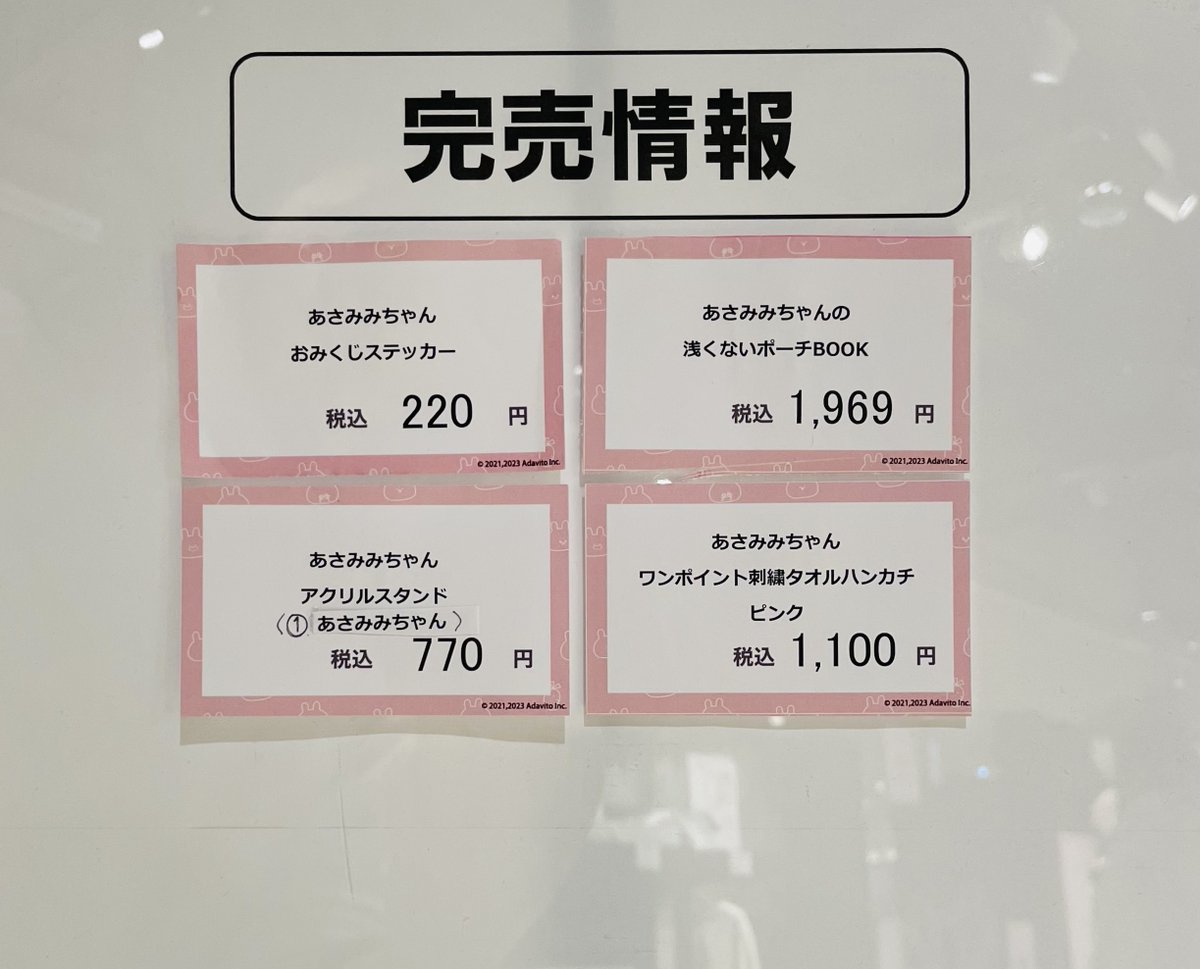 完売情報
あさみみちゃん
おみくじステッカー
税込 220 円
© 2021,2023 Adavito Inc.
あさみみちゃんの
浅くないポーチBOOK
税込 1,969 円
© 2021,2023 Adavito Inc.
あさみみちゃん
アクリルスタンド
〈① あさみみちゃん 〉
税込 770 円
© 2021,2023 Adavito Inc.
あさみみちゃん
ワンポイント刺繍タオルハンカチ
ピンク
税込 1,100 円
© 2021,2023 Adavito Inc.